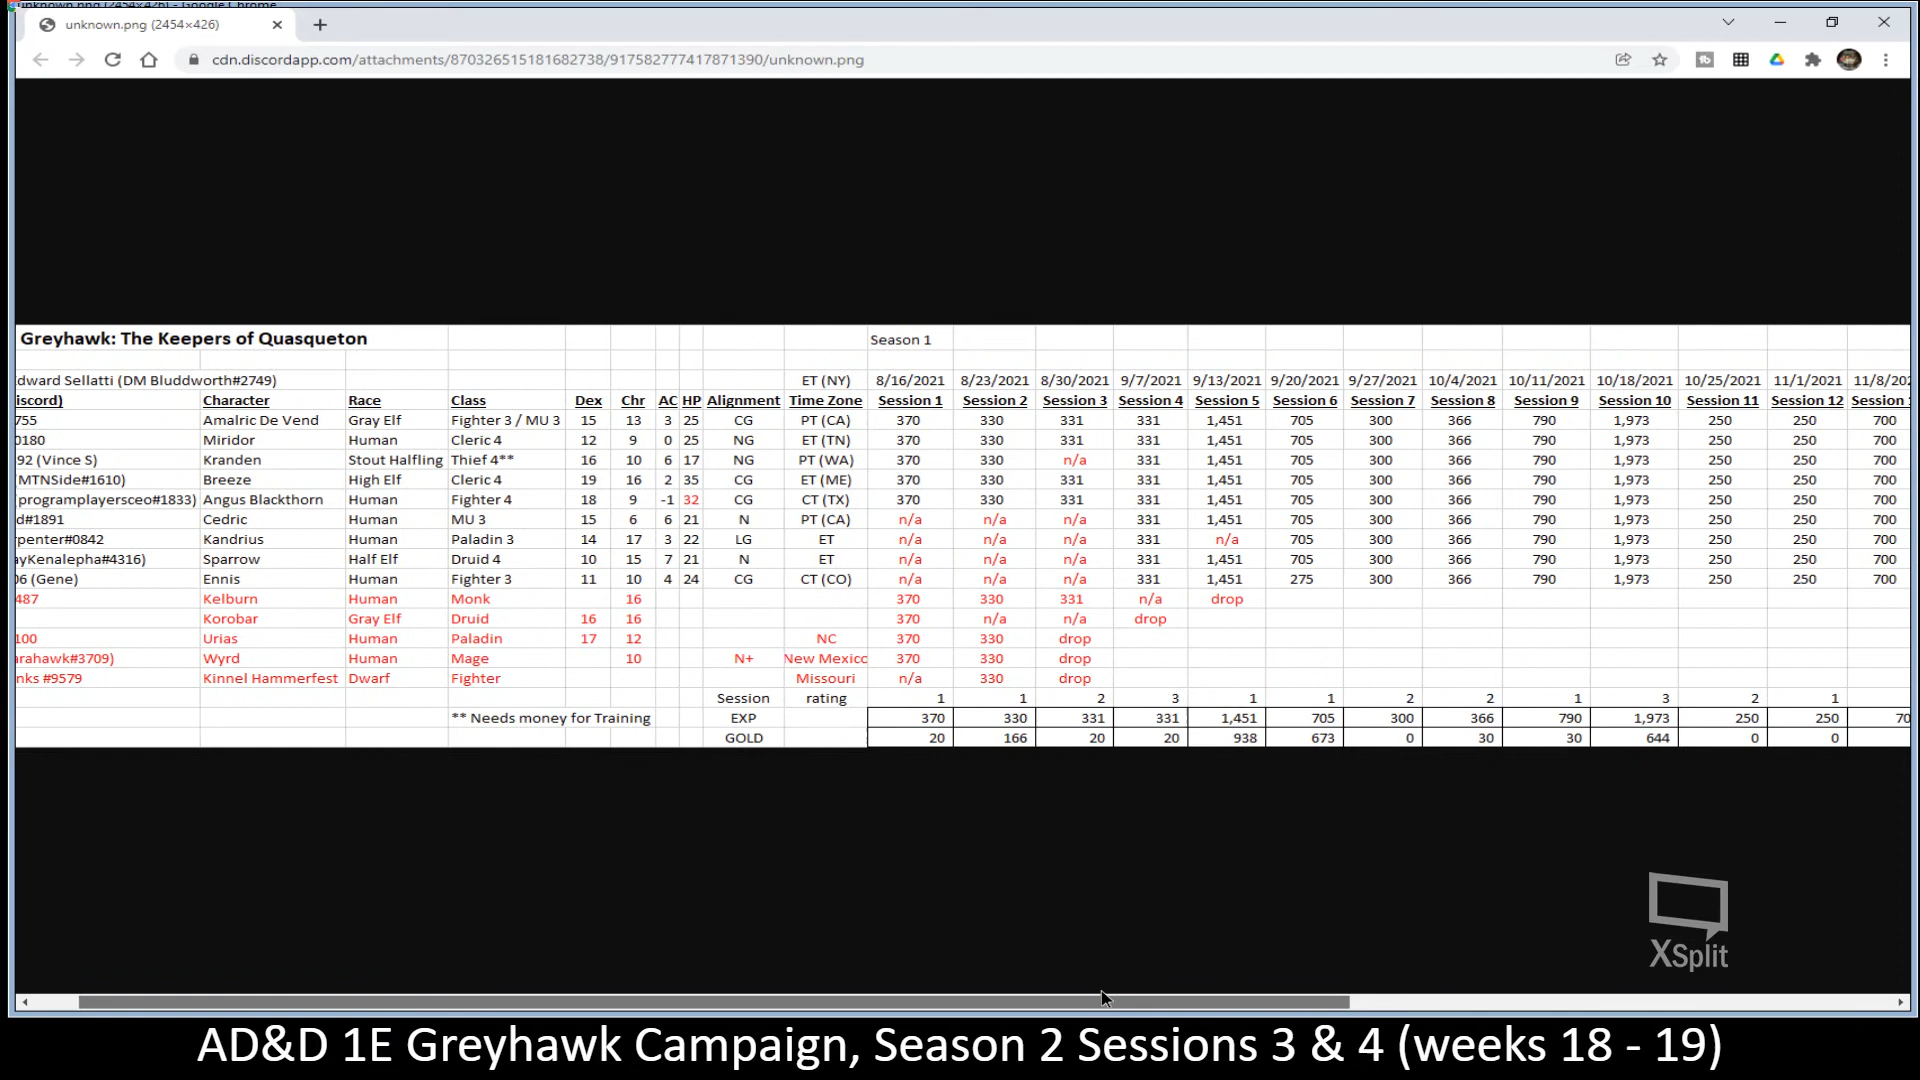 unknown.png (2454×426) - Google Chrome
unknown.png (2454×426)
cdn.discordapp.com/attachments/870326515181682738/917582777417871390/unknown.png
Greyhawk: The Keepers of Quasqueton Season 1
dward Sellatti (DM Bluddworth#2749) ET (NY) 8/16/2021 8/23/2021 8/30/2021 9/7/2021 9/13/2021 9/20/2021 9/27/2021 10/4/2021 10/11/2021 10/18/2021 10/25/2021 11/1/2021 11/8/202
iscord) Character Race Class Dex Chr AC HP Alignment Time Zone Session 1 Session 2 Session 3 Session 4 Session 5 Session 6 Session 7 Session 8 Session 9 Session 10 Session 11 Session 12 Session
755 Amalric De Vend Gray Elf Fighter 3 / MU 3 15 13 3 25 CG PT (CA) 370 330 331 331 1,451 705 300 366 790 1,973 250 250 700
0180 Miridor Human Cleric 4 12 9 0 25 NG ET (TN) 370 330 331 331 1,451 705 300 366 790 1,973 250 250 700
92 (Vince S) Kranden Stout Halfling Thief 4** 16 10 6 17 NG PT (WA) 370 330 n/a 331 1,451 705 300 366 790 1,973 250 250 700
(MTNSide#1610) Breeze High Elf Cleric 4 19 16 2 35 CG ET (ME) 370 330 331 331 1,451 705 300 366 790 1,973 250 250 700
(programplayersceo#1833) Angus Blackthorn Human Fighter 4 18 9 -1 32 CG CT (TX) 370 330 331 331 1,451 705 300 366 790 1,973 250 250 700
d#1891 Cedric Human MU 3 15 6 6 21 N PT (CA) n/a n/a n/a 331 1,451 705 300 366 790 1,973 250 250 700
rpenter#0842 Kandrius Human Paladin 3 14 17 3 22 LG ET n/a n/a n/a 331 n/a 705 300 366 790 1,973 250 250 700
ayKenalepha#4316) Sparrow Half Elf Druid 4 10 15 7 21 N ET n/a n/a n/a 331 1,451 705 300 366 790 1,973 250 250 700
06 (Gene) Ennis Human Fighter 3 11 10 4 24 CG CT (CO) n/a n/a n/a 331 1,451 275 300 366 790 1,973 250 250 700
487 Kelburn Human Monk 16 370 330 331 n/a drop
Korobar Gray Elf Druid 16 16 370 n/a n/a drop
100 Urias Human Paladin 17 12 NC 370 330 drop
arahawk#3709) Wyrd Human Mage 10 N+ New Mexico 370 330 drop
nks #9579 Kinnel Hammerfest Dwarf Fighter Missouri n/a 330 drop
Session rating 1 1 2 3 1 1 2 2 1 3 2 1
** Needs money for Training EXP 370 330 331 331 1,451 705 300 366 790 1,973 250 250 70
GOLD 20 166 20 20 938 673 0 30 30 644 0 0
XSplit
AD&D 1E Greyhawk Campaign, Season 2 Sessions 3 & 4 (weeks 18 - 19)